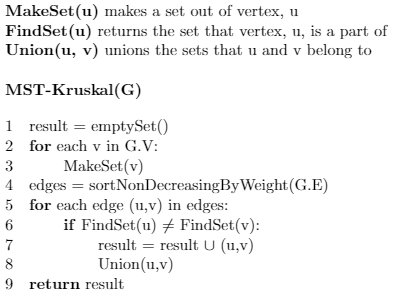 MakeSet(u) makes a set out of vertex, u
FindSet(u) returns the set that vertex, u, is a part of
Union(u, v) unions the sets that u and v belong to
MST-Kruskal(G)
1 result = emptySet()
2 for each v in G.V:
3 MakeSet(v)
4 edges = sortNonDecreasingByWeight(G.E)
5 for each edge (u,v) in edges:
6 if FindSet(u) ≠ FindSet(v):
7 result = result ∪ (u,v)
8 Union(u,v)
9 return result